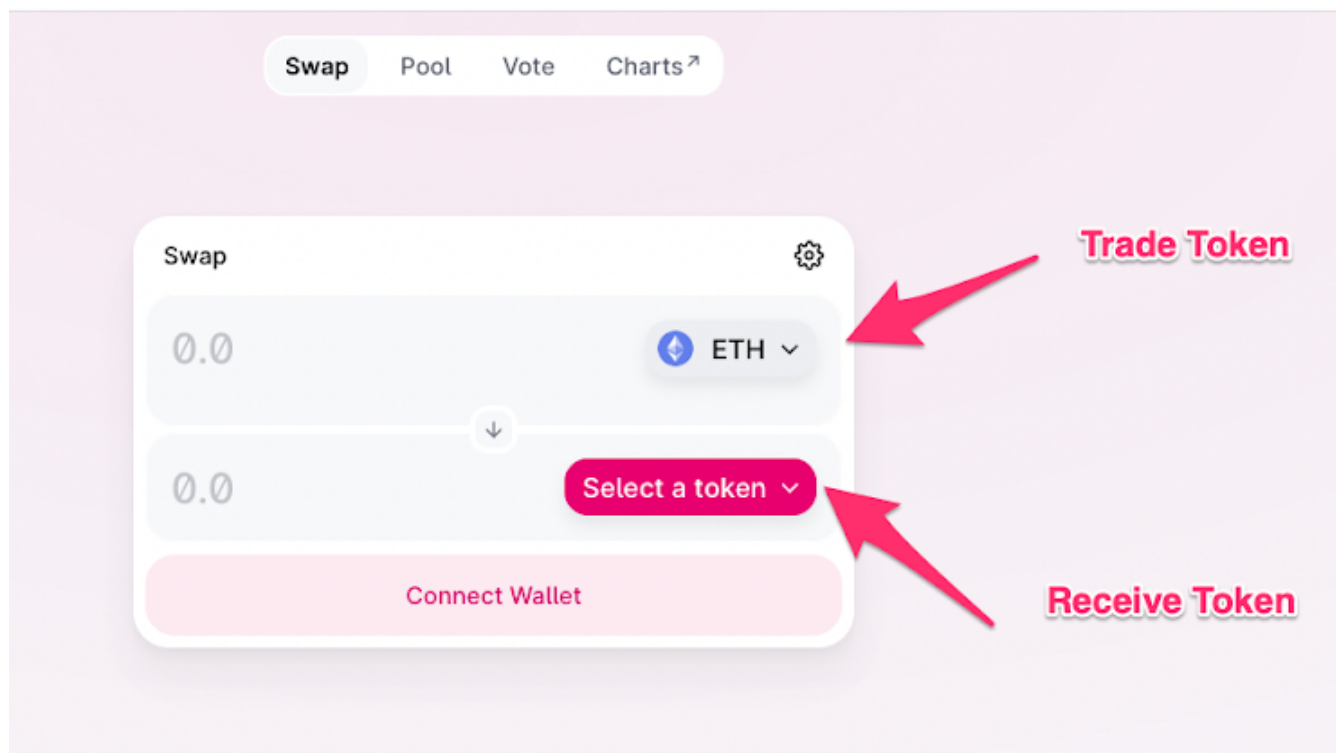 Swap Pool Vote Charts↗
Swap
Trade Token
0.0 ETH
0.0 Select a token
Connect Wallet
Receive Token